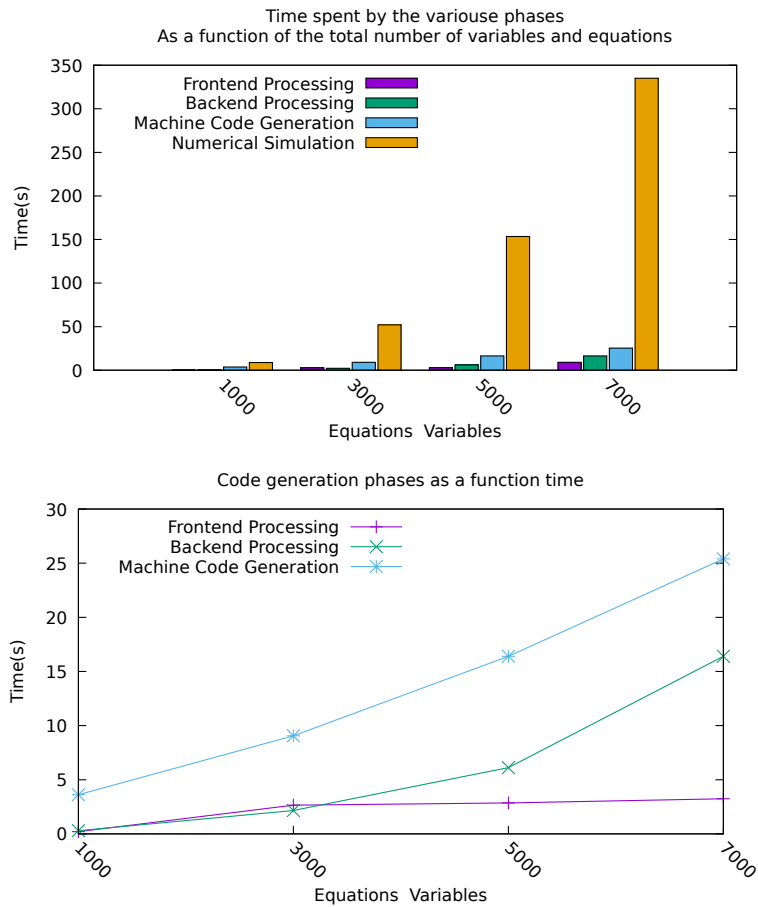 Time spent by the variouse phases
As a function of the total number of variables and equations
350
300
250
200
150
100
50
0
Time(s)
Frontend Processing
Backend Processing
Machine Code Generation
Numerical Simulation
1000
3000
5000
7000
Equations Variables
Code generation phases as a function time
30
25
20
15
10
5
0
Time(s)
Frontend Processing
Backend Processing
Machine Code Generation
1000
3000
5000
7000
Equations Variables